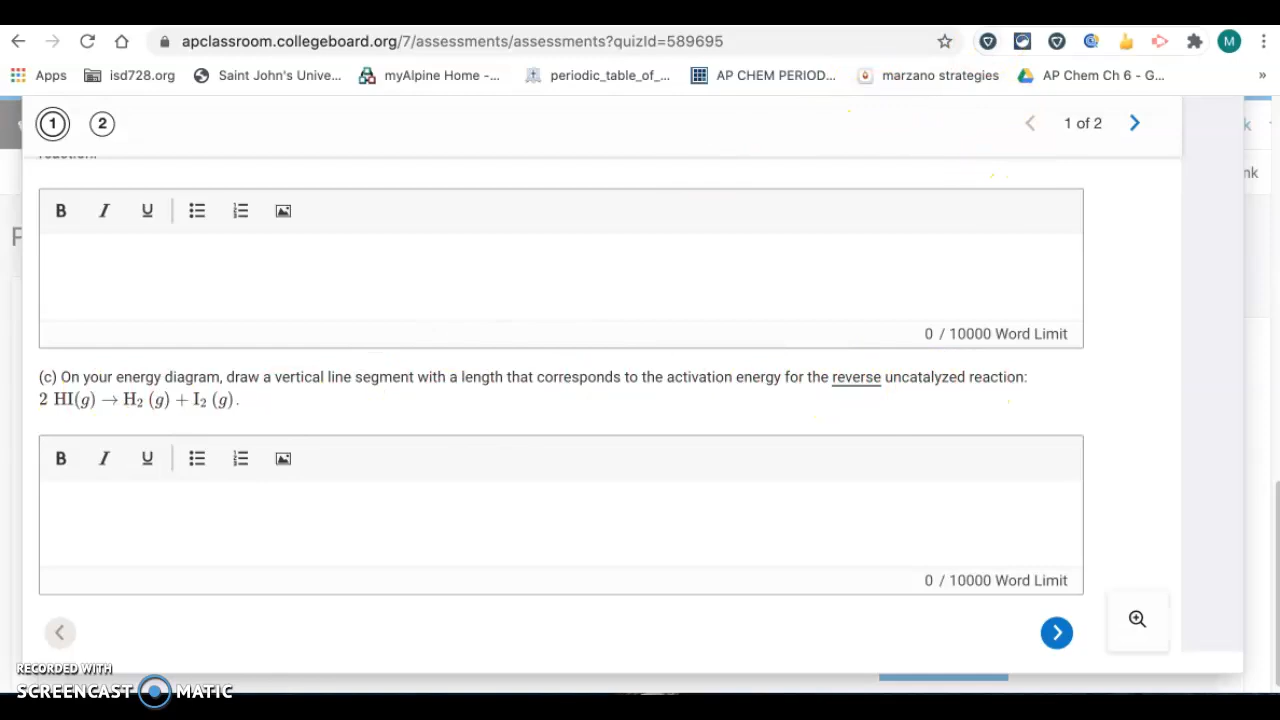 apclassroom.collegeboard.org/7/assessments/assessments?quizId=589695
M
Apps isd728.org Saint John's Unive... myAlpine Home -... periodic_table_of_... AP CHEM PERIOD... marzano strategies AP Chem Ch 6 - G... »
1 2 1 of 2
nk
B I U
0 / 10000 Word Limit
(c) On your energy diagram, draw a vertical line segment with a length that corresponds to the activation energy for the reverse uncatalyzed reaction:
2 HI(g) → H₂ (g) + I₂ (g).
B I U
0 / 10000 Word Limit
RECORDED WITH
SCREENCAST MATIC